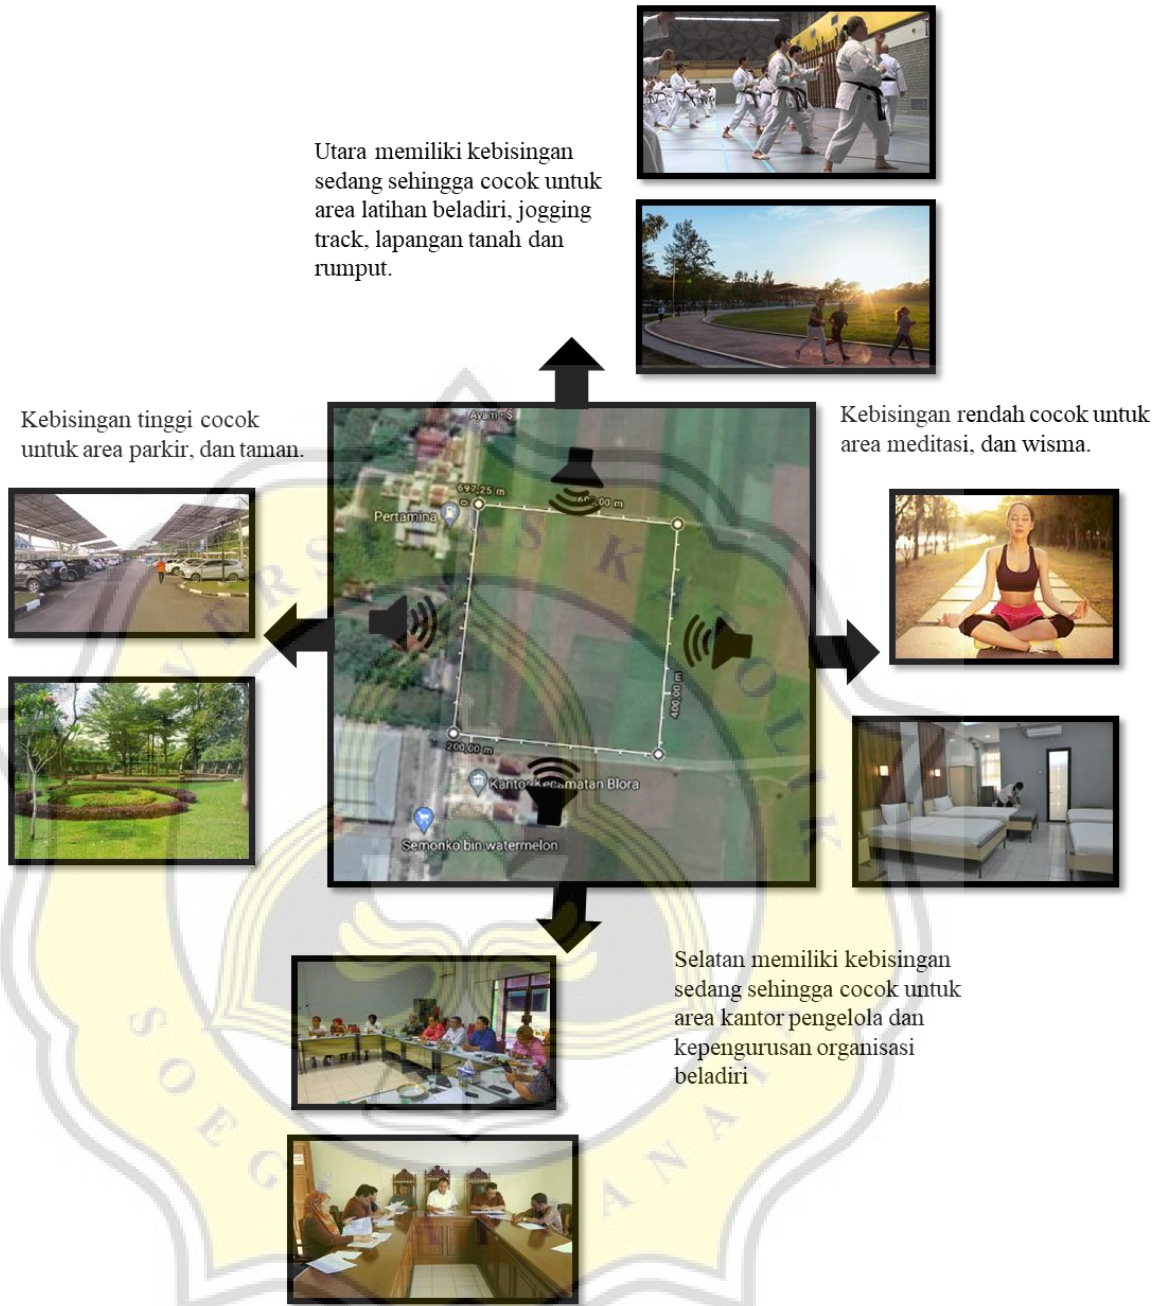 Utara memiliki kebisingan
sedang sehingga cocok untuk
area latihan beladiri, jogging
track, lapangan tanah dan
rumput.
Kebisingan tinggi cocok
untuk area parkir, dan taman.
Kebisingan rendah cocok untuk
area meditasi, dan wisma.
697,25 m
Pertamina
400,00 m
200,00 m
Kantor Kecamatan Blora
Semonko bin watermelon
Selatan memiliki kebisingan
sedang sehingga cocok untuk
area kantor pengelola dan
kepengurusan organisasi
beladiri
SOEGIJAPRANATA